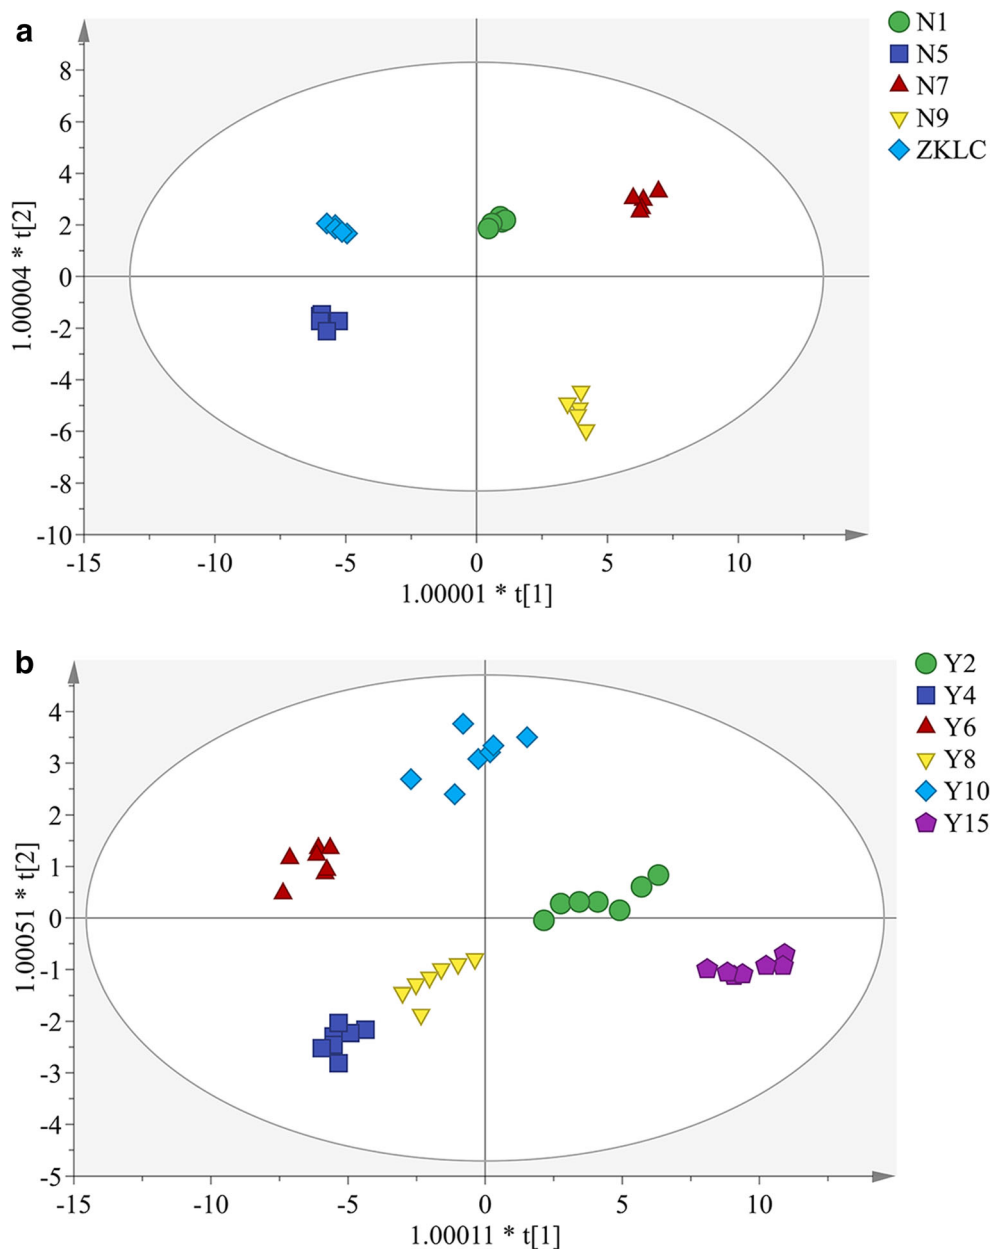 a
N1
N5
N7
N9
ZKLC
8
6
4
2
0
-2
-4
-6
-8
-10
-15
-10
-5
0
5
10
1.00004 * t[2]
1.00001 * t[1]
b
Y2
Y4
Y6
Y8
Y10
Y15
4
3
2
1
0
-1
-2
-3
-4
-5
-15
-10
-5
0
5
10
1.00051 * t[2]
1.00011 * t[1]